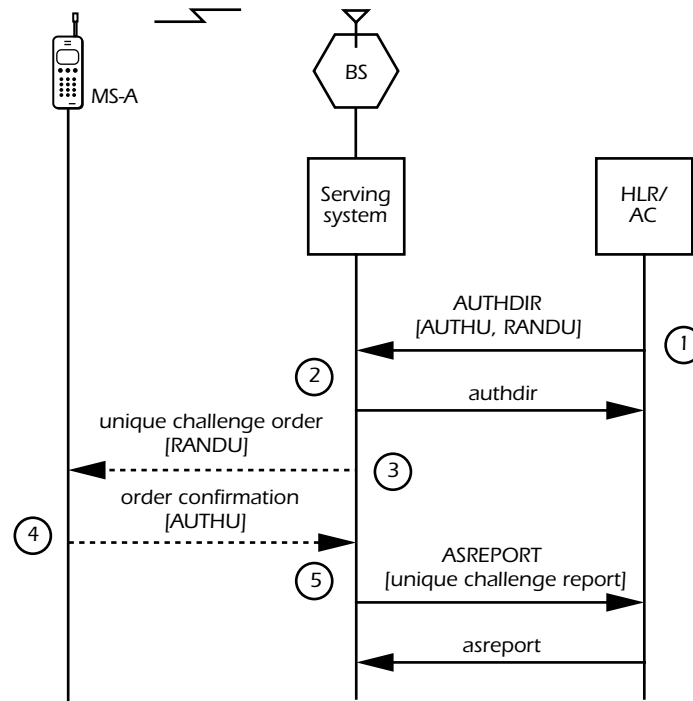 BS
MS-A
Serving
system
HLR/
AC
AUTHDIR
[AUTHU, RANDU]
1
2
authdir
unique challenge order
[RANDU]
3
order confirmation
[AUTHU]
4
ASREPORT
[unique challenge report]
5
asreport